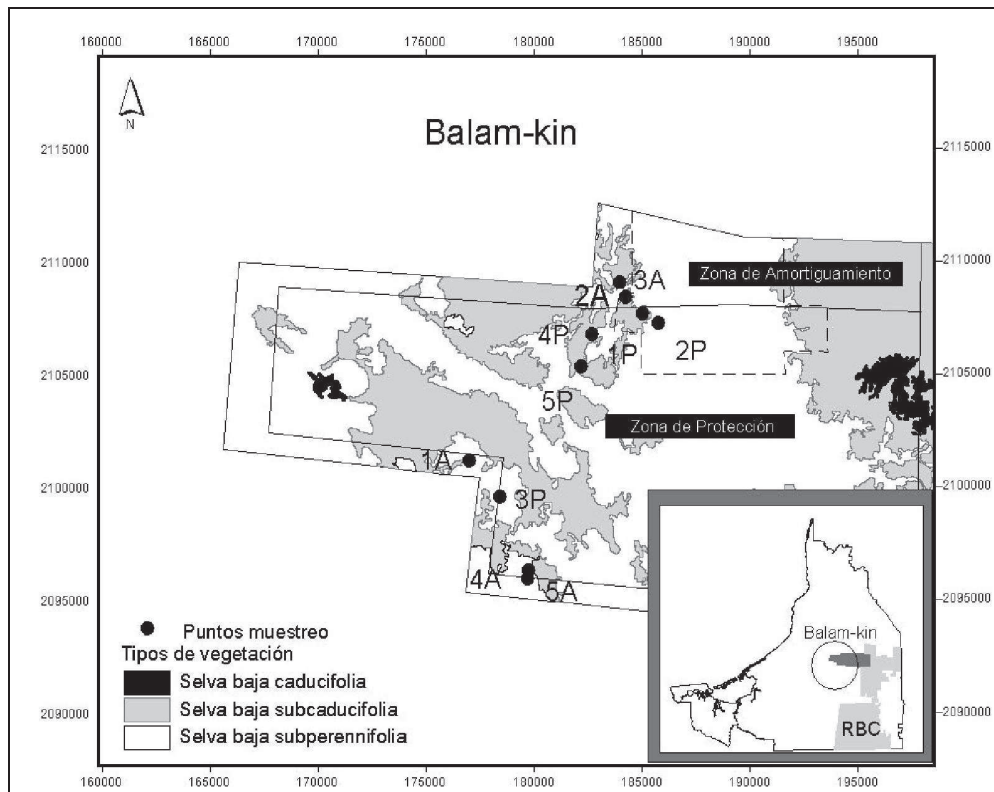 160000 165000 170000 175000 180000 185000 190000 195000
N
Balam-kin
2115000 2115000
2110000 2110000
Zona de Amortiguamiento
3A
2A
4P 1P 2P
2105000 2105000
5P
Zona de Protección
1A
2100000 2100000
3P
4A 5A
2095000 2095000
Balam-kin
Puntos muestreo
Tipos de vegetación
Selva baja caducifolia
Selva baja subcaducifolia
2090000 2090000
RBC
Selva baja subperennifolia
160000 165000 170000 175000 180000 185000 190000 195000